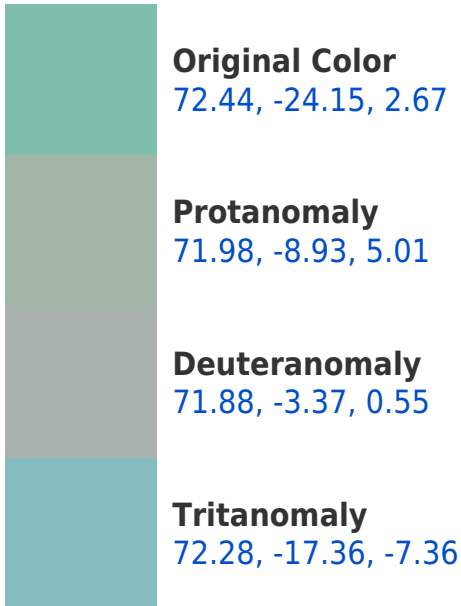 Original Color
72.44, -24.15, 2.67
Protanomaly
71.98, -8.93, 5.01
Deuteranomaly
71.88, -3.37, 0.55
Tritanomaly
72.28, -17.36, -7.36